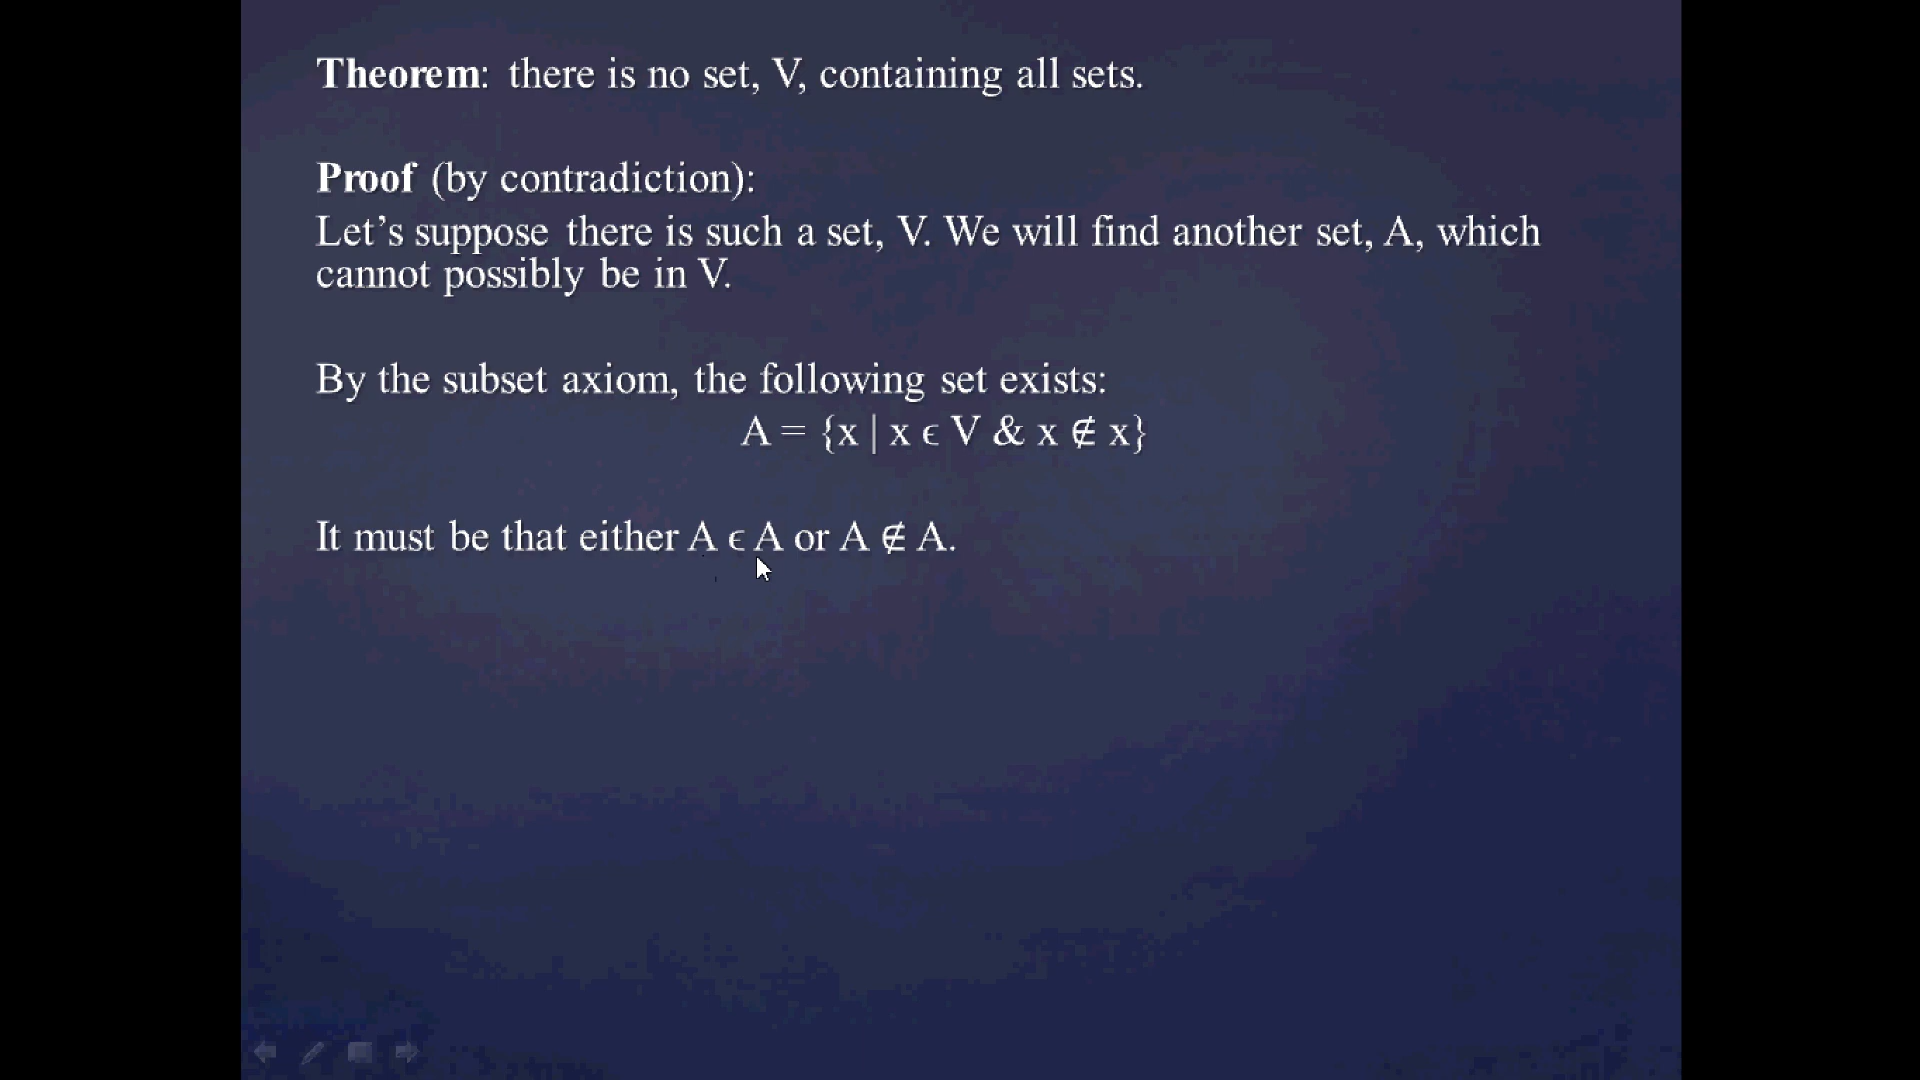 Theorem: there is no set, V, containing all sets.
Proof (by contradiction):
Let’s suppose there is such a set, V. We will find another set, A, which
cannot possibly be in V.
By the subset axiom, the following set exists:
A = {x | x ϵ V & x ∉ x}
It must be that either A ϵ A or A ∉ A.